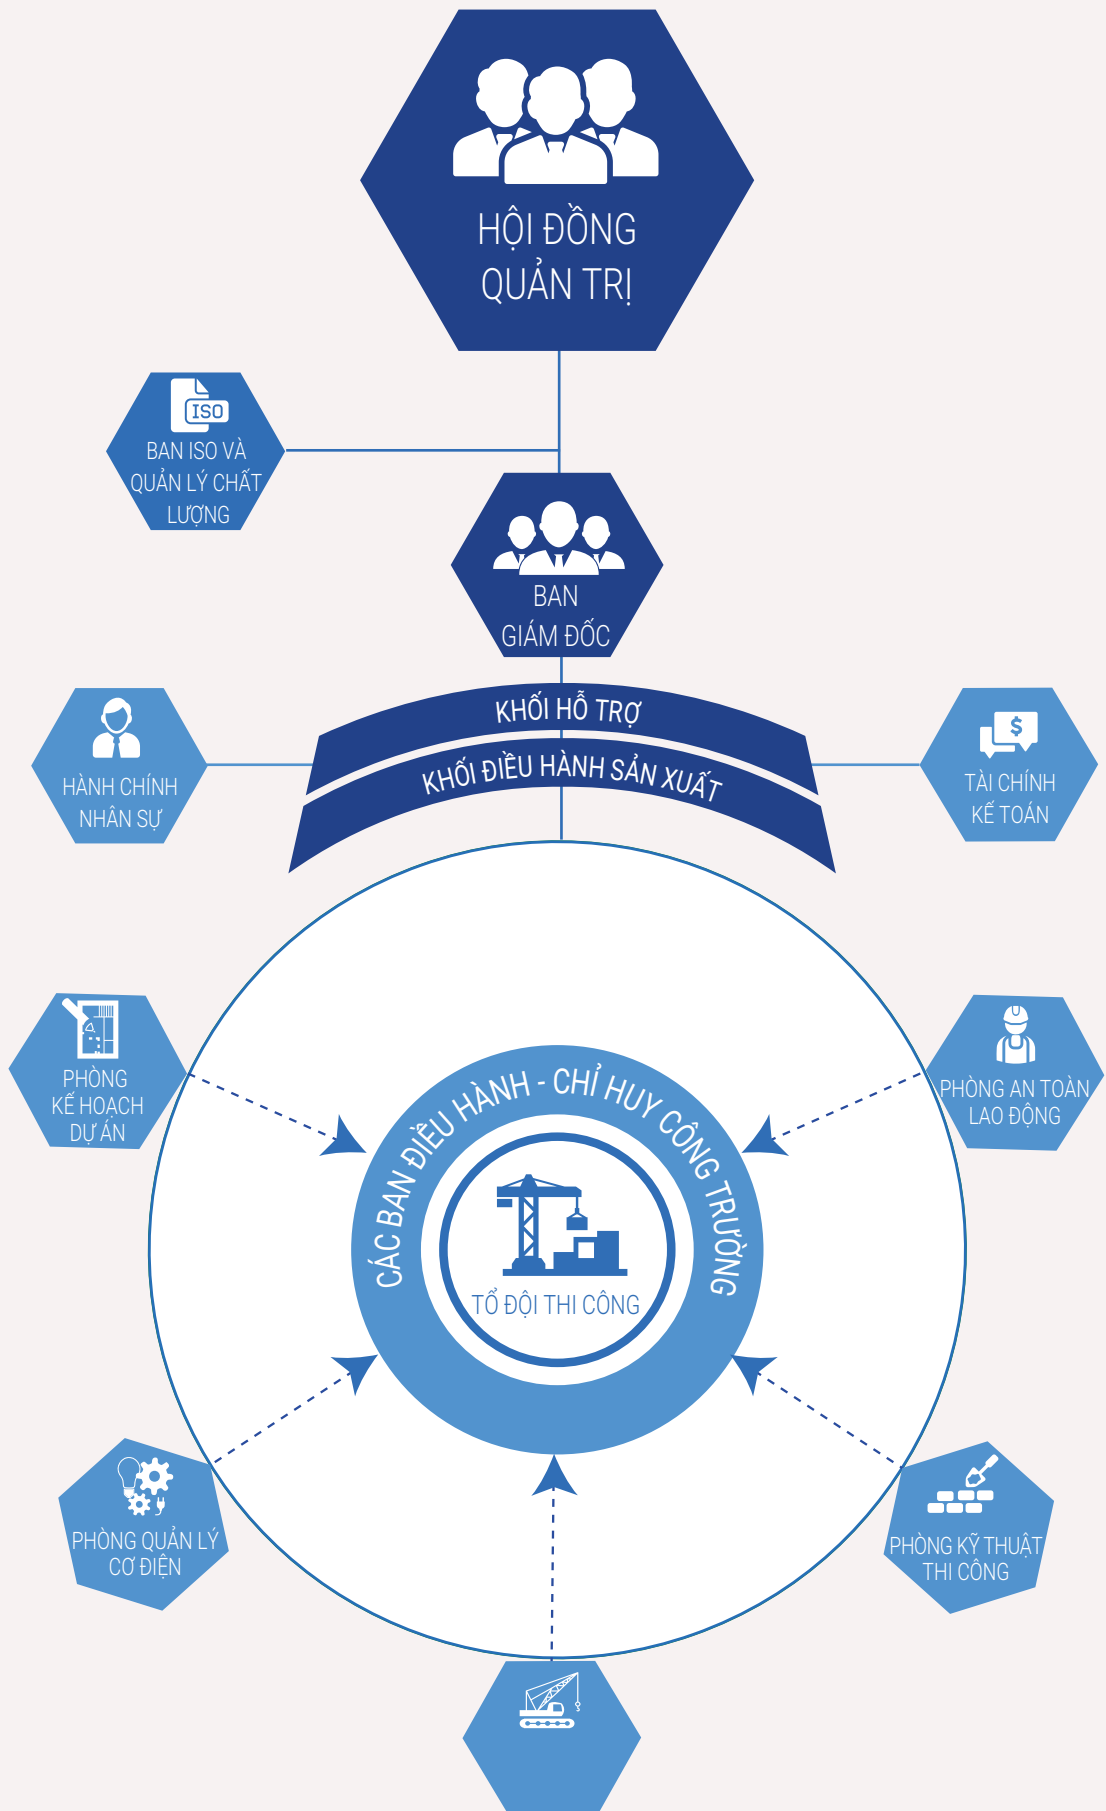 HỘI ĐỒNG
QUẢN TRỊ
ISO
BAN ISO VÀ
QUẢN LÝ CHẤT
LƯỢNG
BAN
GIÁM ĐỐC
KHỐI HỖ TRỢ
KHỐI ĐIỀU HÀNH SẢN XUẤT
HÀNH CHÍNH
NHÂN SỰ
$
TÀI CHÍNH
KẾ TOÁN
PHÒNG
KẾ HOẠCH
DỰ ÁN
PHÒNG AN TOÀN
LAO ĐỘNG
CÁC BAN ĐIỀU HÀNH - CHỈ HUY CÔNG TRƯỜNG
TỔ ĐỘI THI CÔNG
PHÒNG QUẢN LÝ
CƠ ĐIỆN
PHÒNG KỸ THUẬT
THI CÔNG